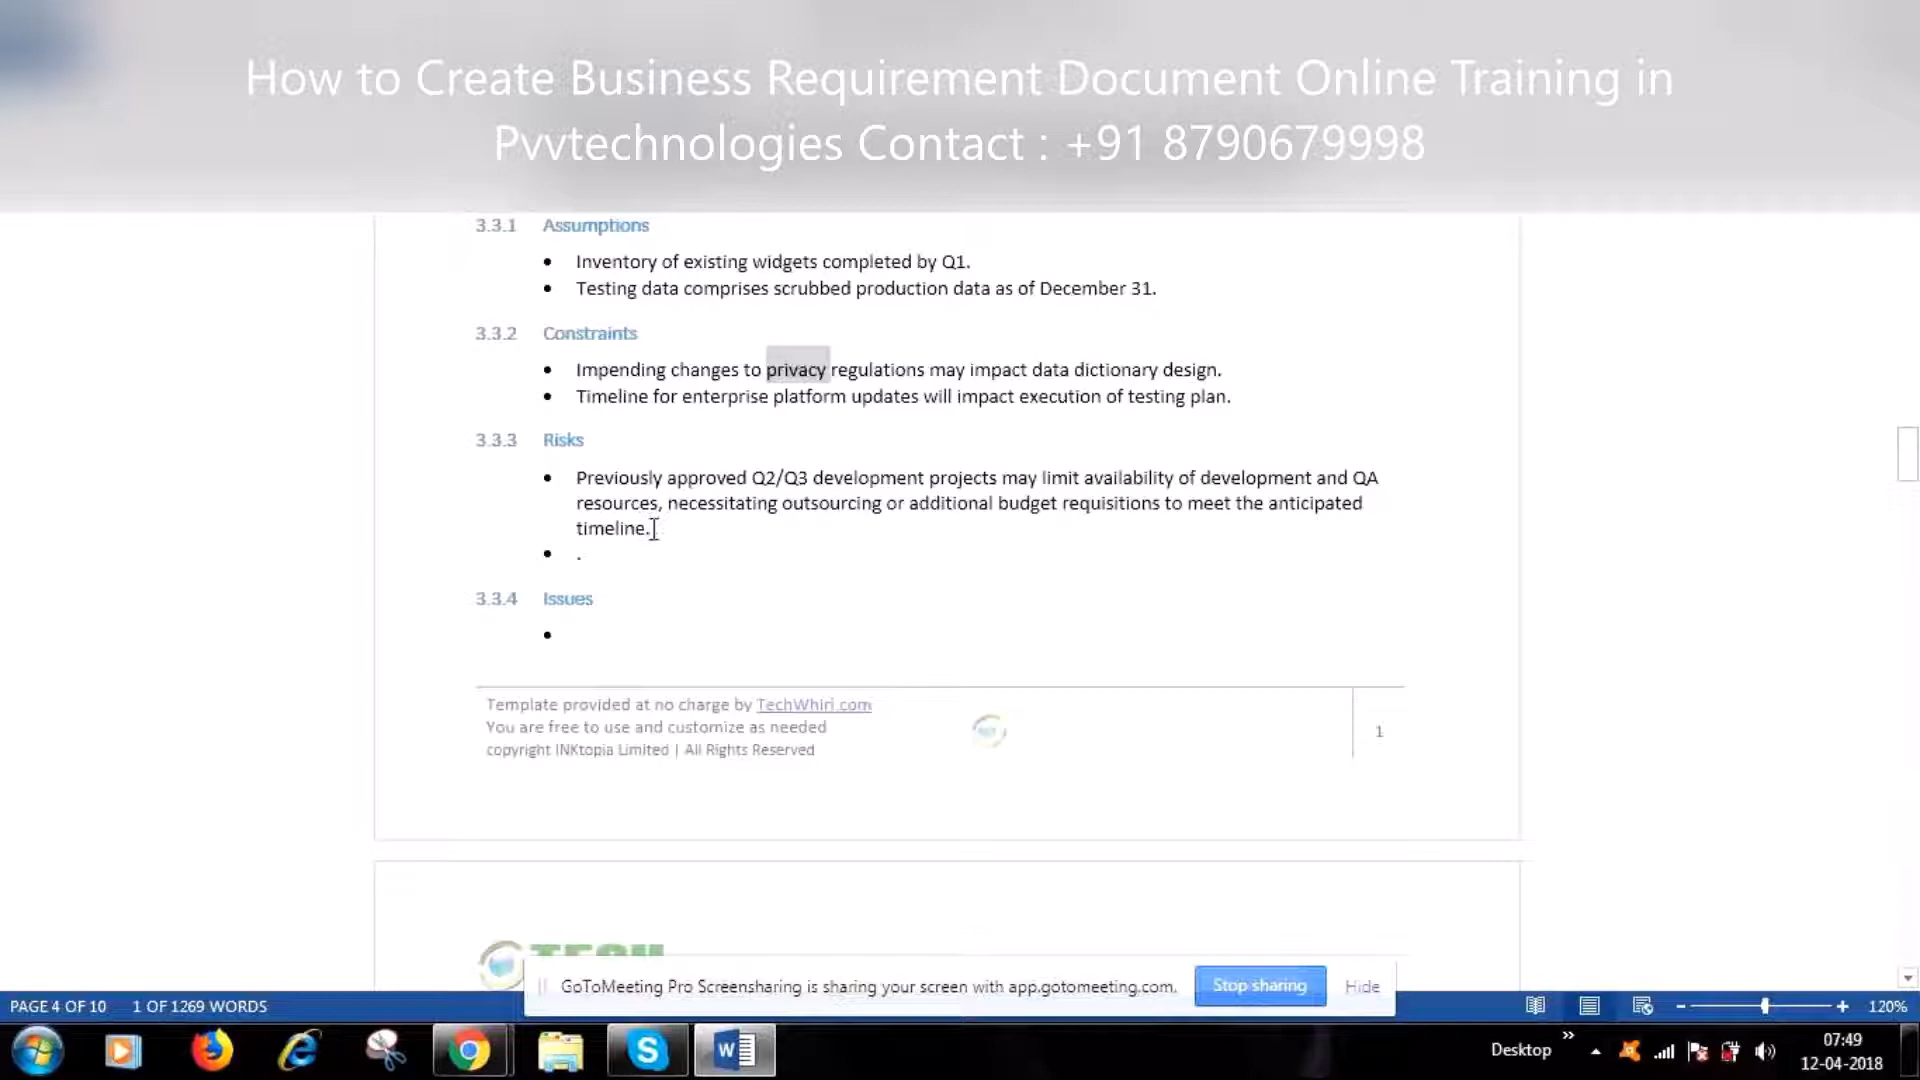 How to Create Business Requirement Document Online Training in
Pvvtechnologies Contact : +91 8790679998
3.3.1 Assumptions
• Inventory of existing widgets completed by Q1.
• Testing data comprises scrubbed production data as of December 31.
3.3.2 Constraints
• Impending changes to privacy regulations may impact data dictionary design.
• Timeline for enterprise platform updates will impact execution of testing plan.
3.3.3 Risks
• Previously approved Q2/Q3 development projects may limit availability of development and QA
resources, necessitating outsourcing or additional budget requisitions to meet the anticipated
timeline.
• .
3.3.4 Issues
•
Template provided at no charge by TechWhirl.com
You are free to use and customize as needed
copyright INKtopia Limited | All Rights Reserved
1
TECH
GoToMeeting Pro Screensharing is sharing your screen with app.gotomeeting.com.
Stop sharing
Hide
PAGE 4 OF 10 1 OF 1269 WORDS
120%
Desktop
07:49
12-04-2018